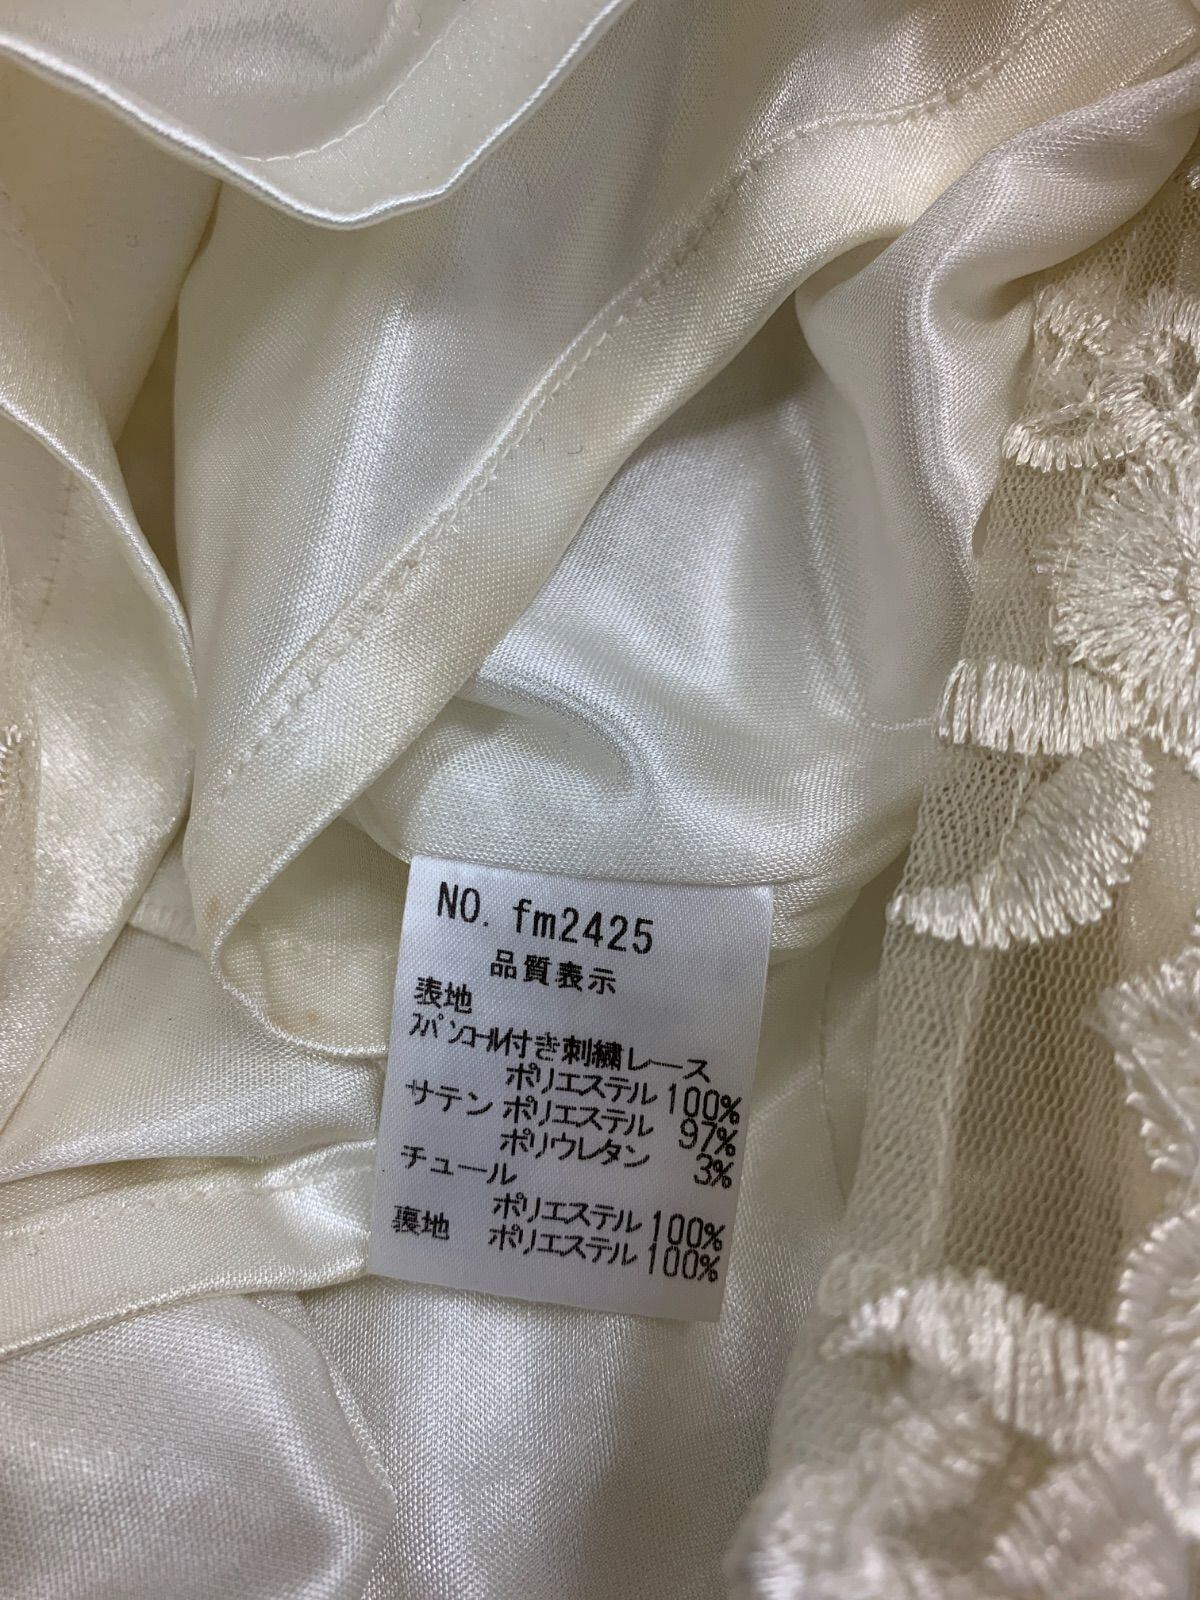 NO. fm2425
品質表示
表地
スパンコール付き刺繍レース
ポリエステル 100%
サテン ポリエステル 97%
ポリウレタン 3%
チュール
ポリエステル 100%
裏地 ポリエステル 100%